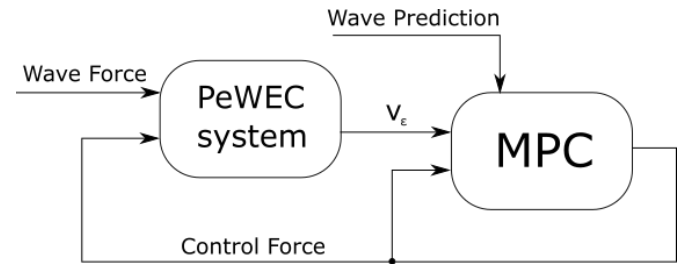 Wave Prediction
Wave Force
PeWEC
system
Vε
MPC
Control Force